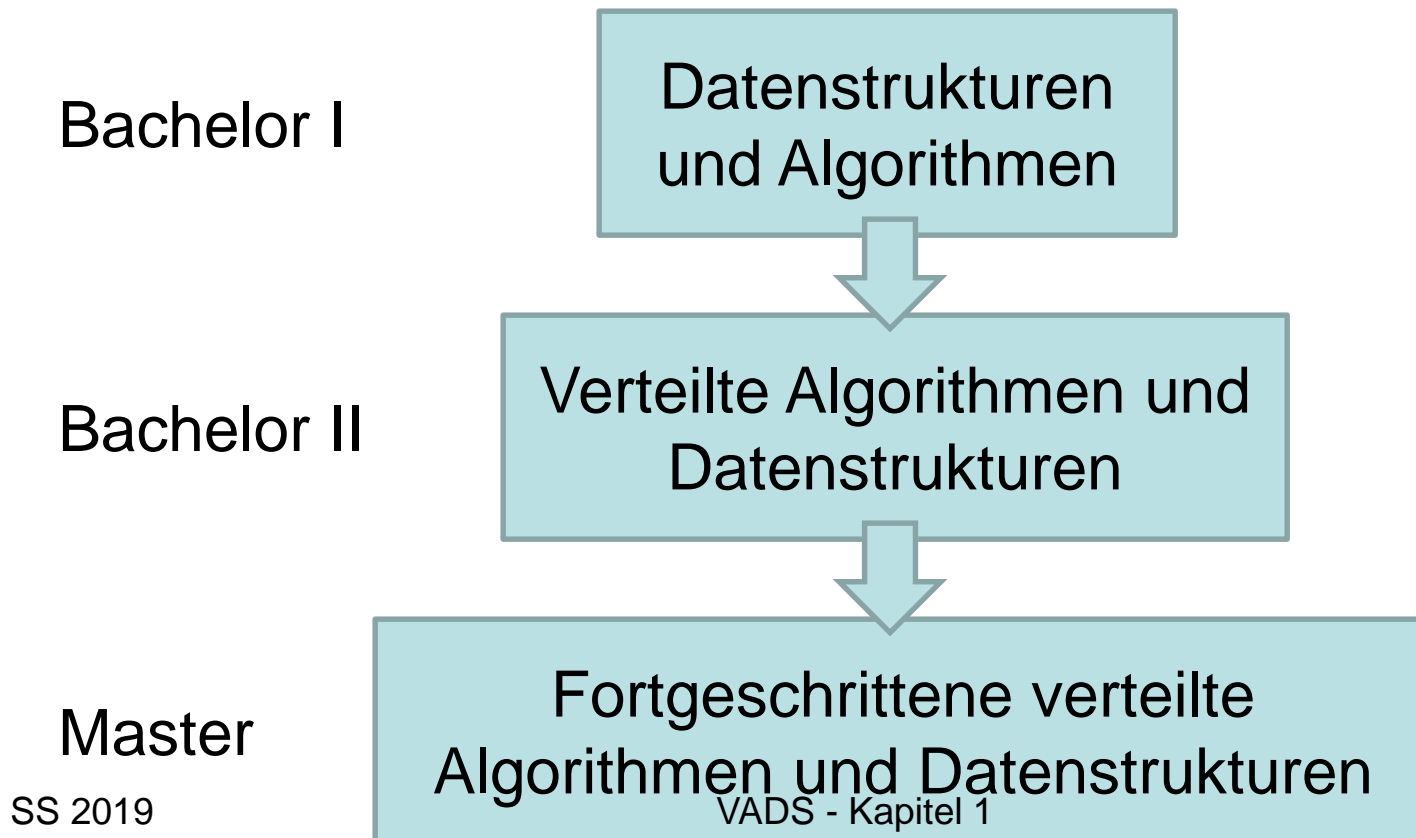 Bachelor I
Datenstrukturen
und Algorithmen
Bachelor II
Verteilte Algorithmen und
Datenstrukturen
Master
Fortgeschrittene verteilte
Algorithmen und Datenstrukturen
SS 2019
VADS - Kapitel 1